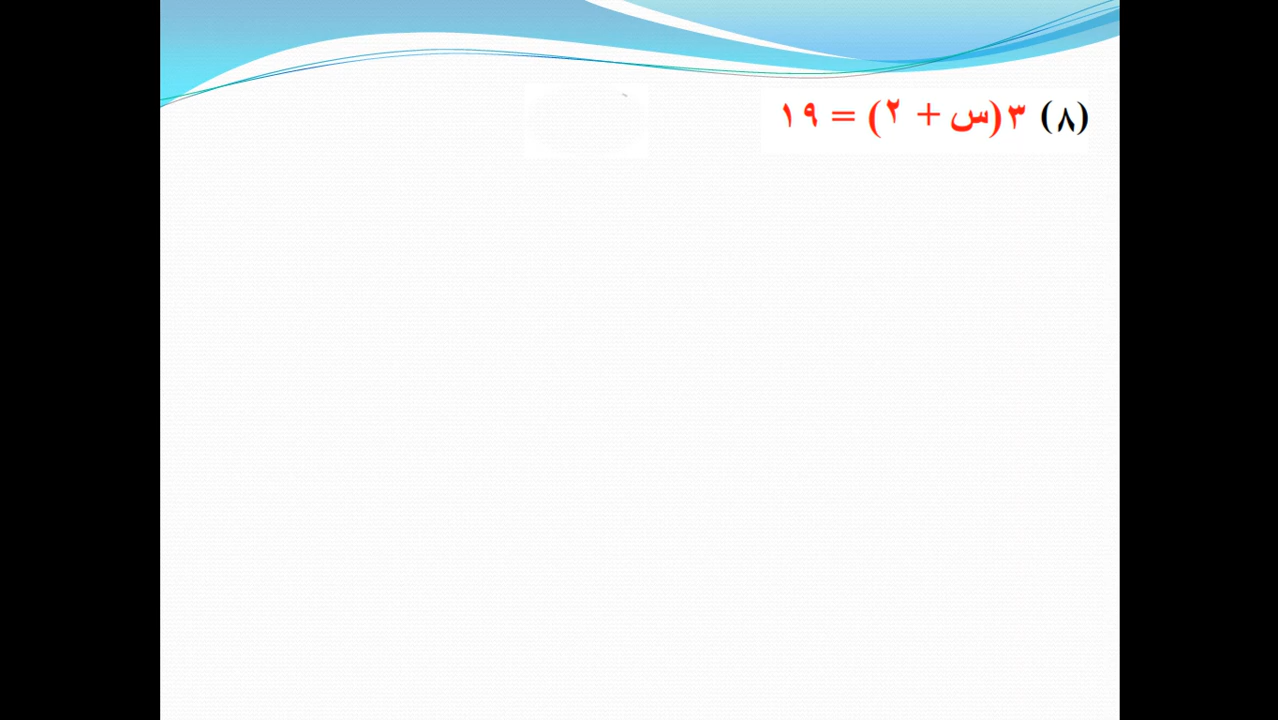 (٨) ٣(س + ٢) = ١٩